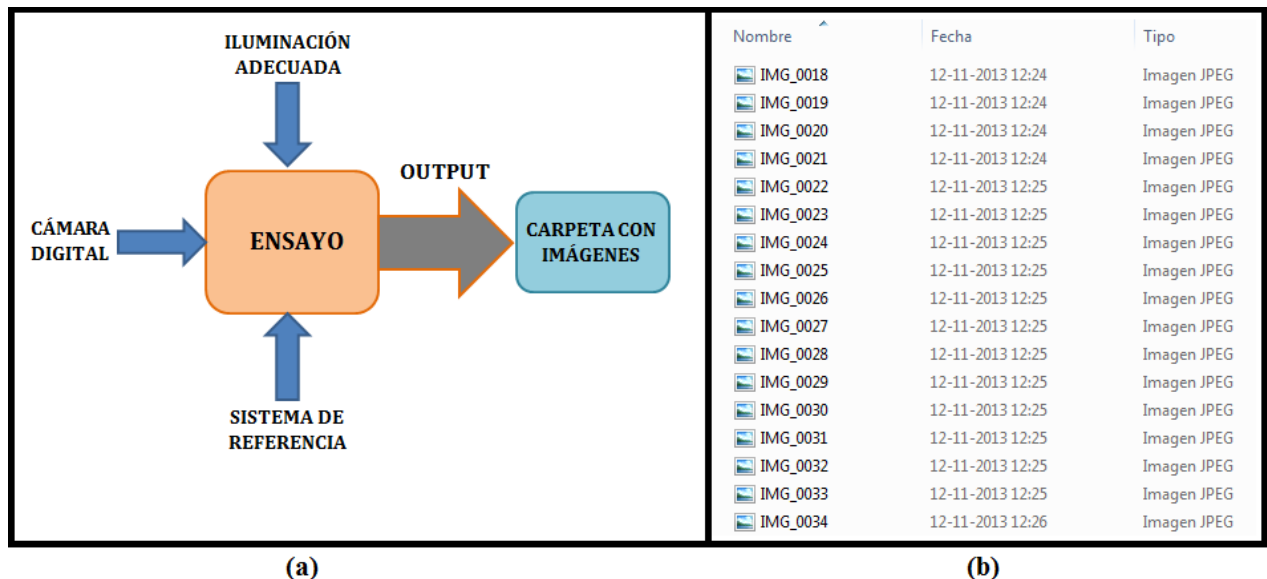 ILUMINACIÓN
ADECUADA
CÁMARA
DIGITAL
ENSAYO
OUTPUT
CARPETA CON
IMÁGENES
SISTEMA DE
REFERENCIA
(a)
Nombre Fecha Tipo
IMG_0018 12-11-2013 12:24 Imagen JPEG
IMG_0019 12-11-2013 12:24 Imagen JPEG
IMG_0020 12-11-2013 12:24 Imagen JPEG
IMG_0021 12-11-2013 12:24 Imagen JPEG
IMG_0022 12-11-2013 12:25 Imagen JPEG
IMG_0023 12-11-2013 12:25 Imagen JPEG
IMG_0024 12-11-2013 12:25 Imagen JPEG
IMG_0025 12-11-2013 12:25 Imagen JPEG
IMG_0026 12-11-2013 12:25 Imagen JPEG
IMG_0027 12-11-2013 12:25 Imagen JPEG
IMG_0028 12-11-2013 12:25 Imagen JPEG
IMG_0029 12-11-2013 12:25 Imagen JPEG
IMG_0030 12-11-2013 12:25 Imagen JPEG
IMG_0031 12-11-2013 12:25 Imagen JPEG
IMG_0032 12-11-2013 12:25 Imagen JPEG
IMG_0033 12-11-2013 12:25 Imagen JPEG
IMG_0034 12-11-2013 12:26 Imagen JPEG
(b)